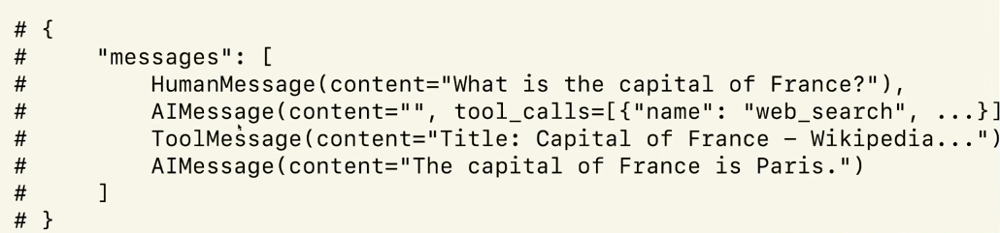 # {
#     "messages": [
#         HumanMessage(content="What is the capital of France?"),
#         AIMessage(content="", tool_calls=[{"name": "web_search", ...}]
#         ToolMessage(content="Title: Capital of France – Wikipedia...")
#         AIMessage(content="The capital of France is Paris.")
#     ]
# }